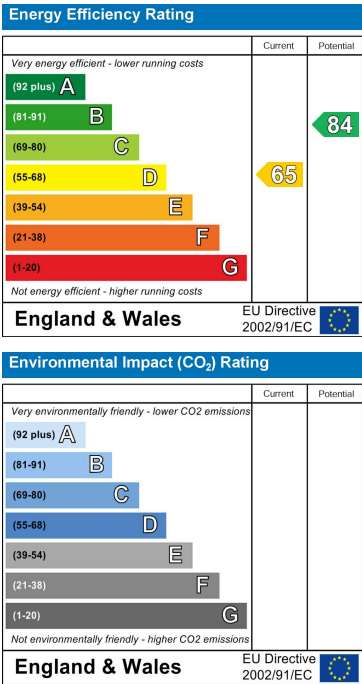 Energy Efficiency Rating
Current Potential
Very energy efficient - lower running costs
(92 plus) A
(81-91) B
84
(69-80) C
(55-68) D
65
(39-54) E
(21-38) F
(1-20) G
Not energy efficient - higher running costs
England & Wales
EU Directive
2002/91/EC
Environmental Impact (CO₂) Rating
Current Potential
Very environmentally friendly - lower CO2 emissions
(92 plus) A
(81-91) B
(69-80) C
(55-68) D
(39-54) E
(21-38) F
(1-20) G
Not environmentally friendly - higher CO2 emissions
England & Wales
EU Directive
2002/91/EC